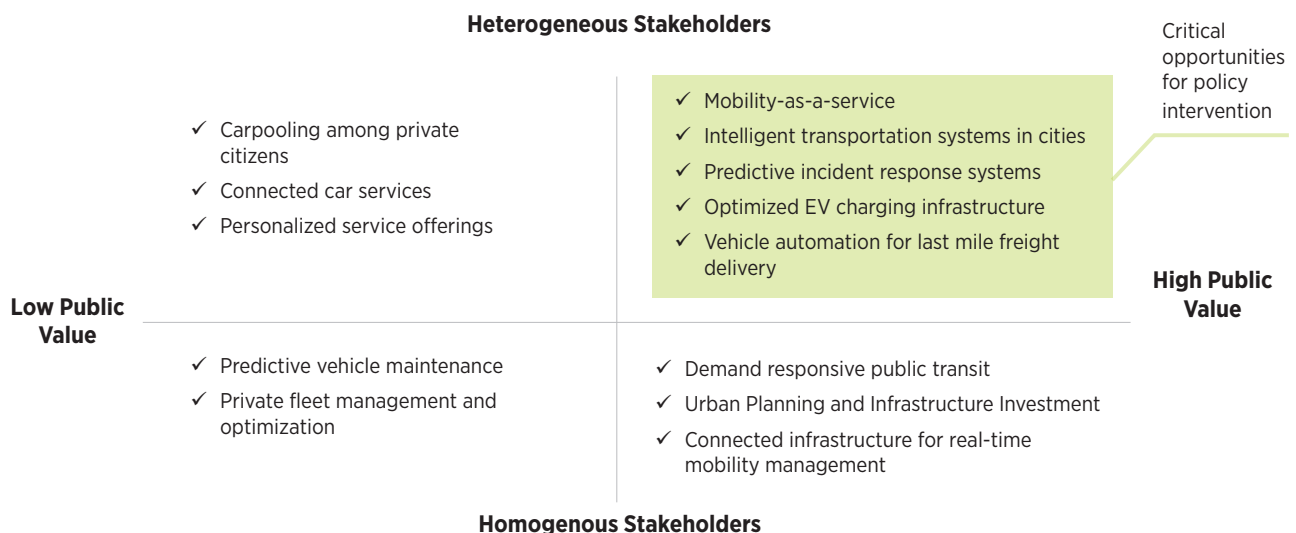 Heterogeneous Stakeholders
Critical
opportunities
for policy
intervention
✓ Carpooling among private
citizens
✓ Connected car services
✓ Personalized service offerings
✓ Mobility-as-a-service
✓ Intelligent transportation systems in cities
✓ Predictive incident response systems
✓ Optimized EV charging infrastructure
✓ Vehicle automation for last mile freight
delivery
Low Public
Value
High Public
Value
✓ Predictive vehicle maintenance
✓ Private fleet management and
optimization
✓ Demand responsive public transit
✓ Urban Planning and Infrastructure Investment
✓ Connected infrastructure for real-time
mobility management
Homogenous Stakeholders